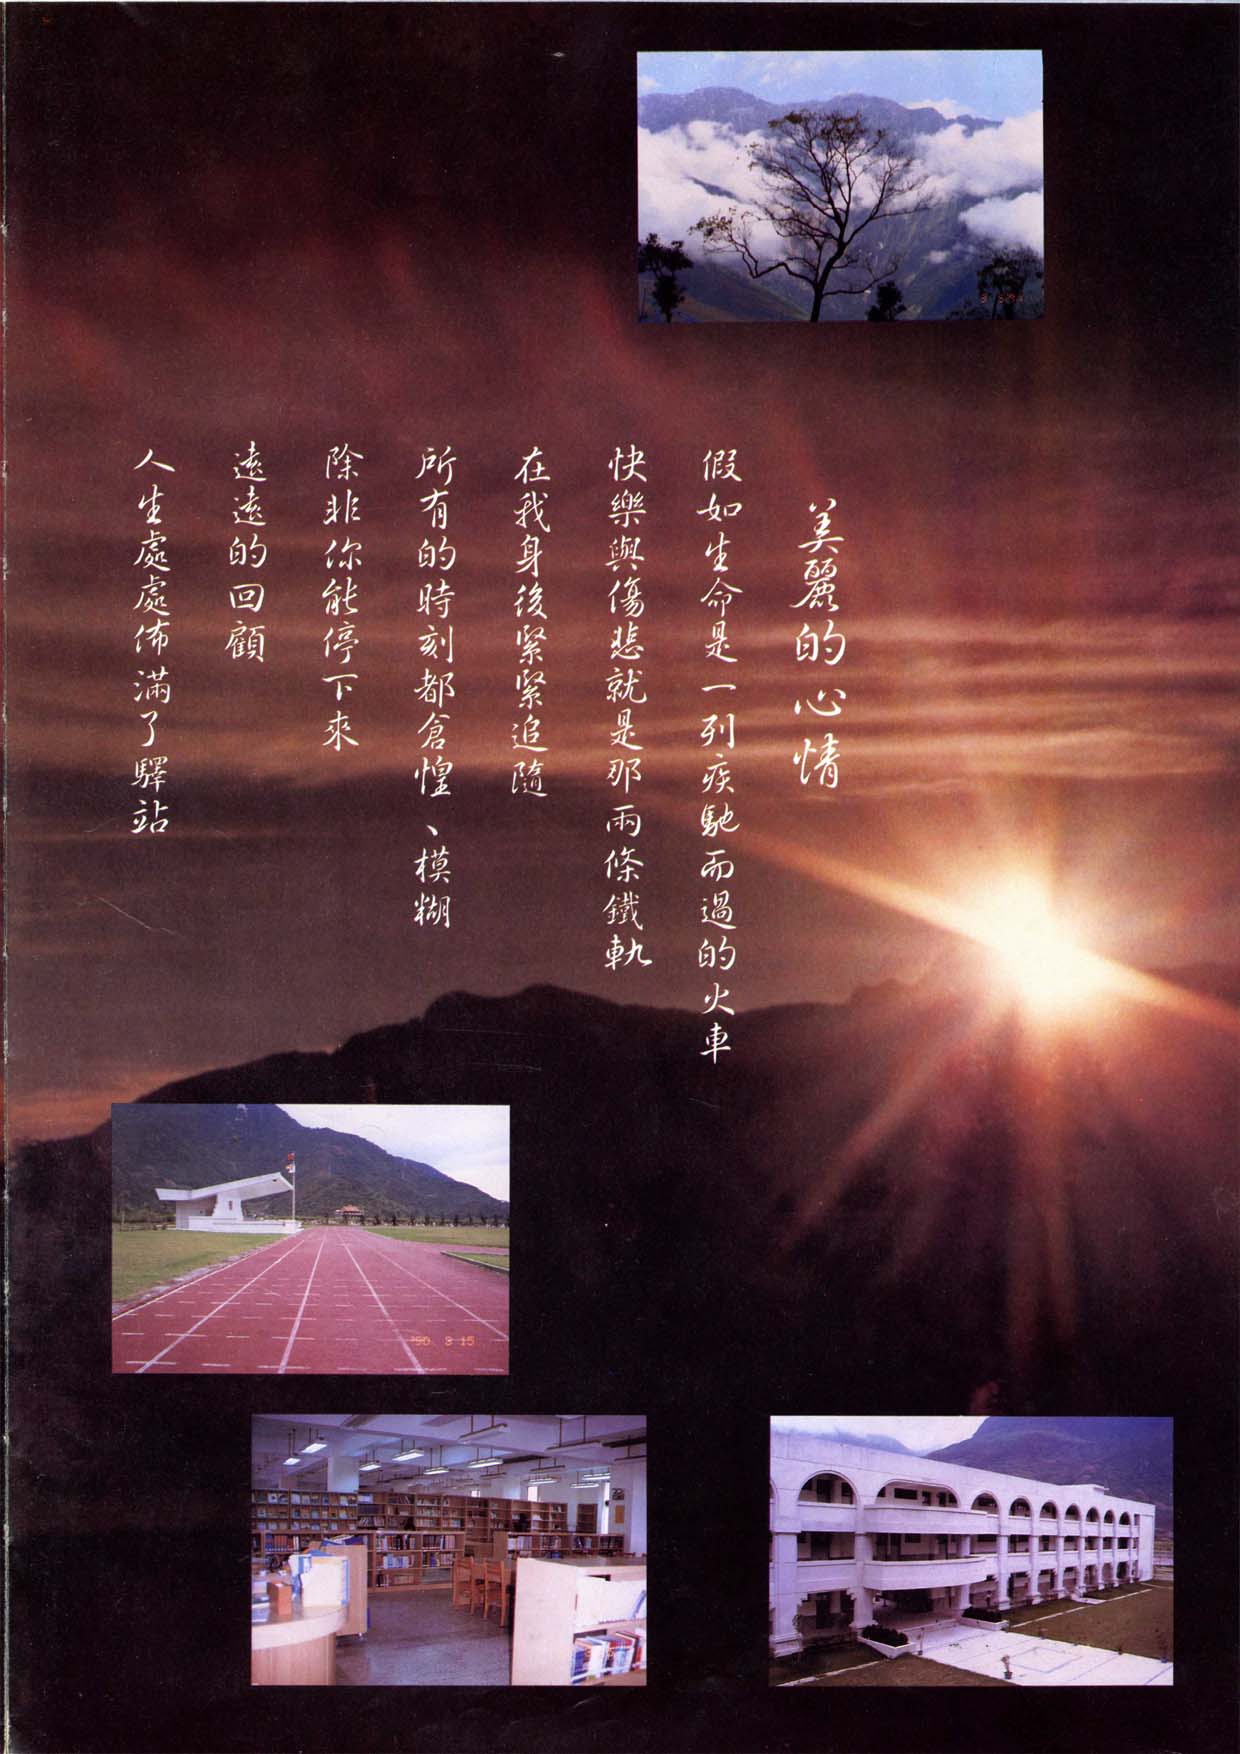 美麗的心情
假如生命是一列疾馳而過的火車
快樂與傷悲就是那兩條鐵軌
在我身後緊緊追隨
所有的時刻都倉惶、模糊
除非你能停下來
遠遠的回顧
人生處處佈滿了驛站
'90. 3 15